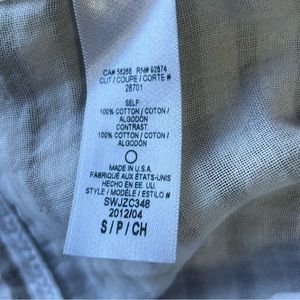 CA# 56266 RN# 92874
CUT / COUPE / CORTE #
28701
SELF:
100% COTTON / COTON /
ALGODÓN
CONTRAST:
100% COTTON / COTON /
ALGODÓN
MADE IN U.S.A.
FABRIQUÉ AUX ÉTATS-UNIS
HECHO EN EE. UU.
STYLE / MODÈLE / ESTILO #
SWJZC348
2012/04
S / P / CH